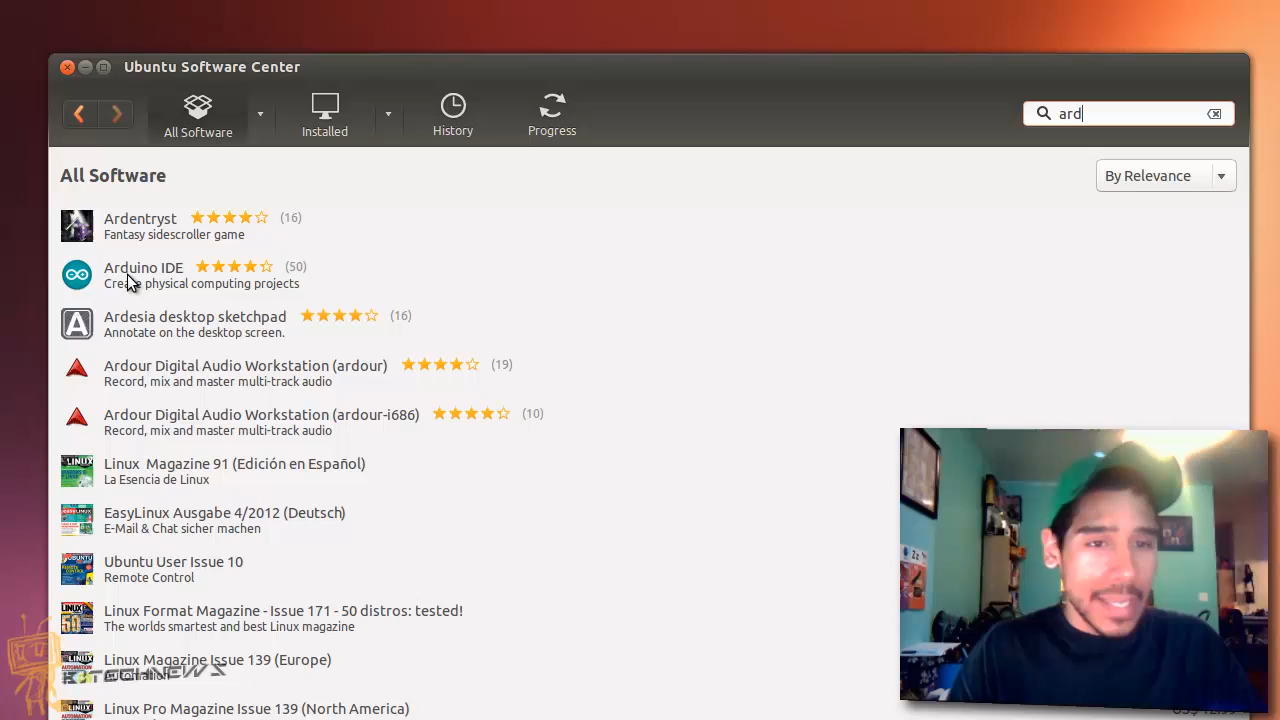 Ubuntu Software Center
All Software
Installed
History
Progress
ard
All Software
By Relevance
Ardentryst (16)
Fantasy sidescroller game
Arduino IDE (50)
Create physical computing projects
Ardesia desktop sketchpad (16)
Annotate on the desktop screen.
Ardour Digital Audio Workstation (ardour) (19)
Record, mix and master multi-track audio
Ardour Digital Audio Workstation (ardour-i686) (10)
Record, mix and master multi-track audio
Linux Magazine 91 (Edición en Español)
La Esencia de Linux
EasyLinux Ausgabe 4/2012 (Deutsch)
E-Mail & Chat sicher machen
Ubuntu User Issue 10
Remote Control
Linux Format Magazine - Issue 171 - 50 distros: tested!
The worlds smartest and best Linux magazine
Linux Magazine Issue 139 (Europe)
Automation
Linux Pro Magazine Issue 139 (North America)